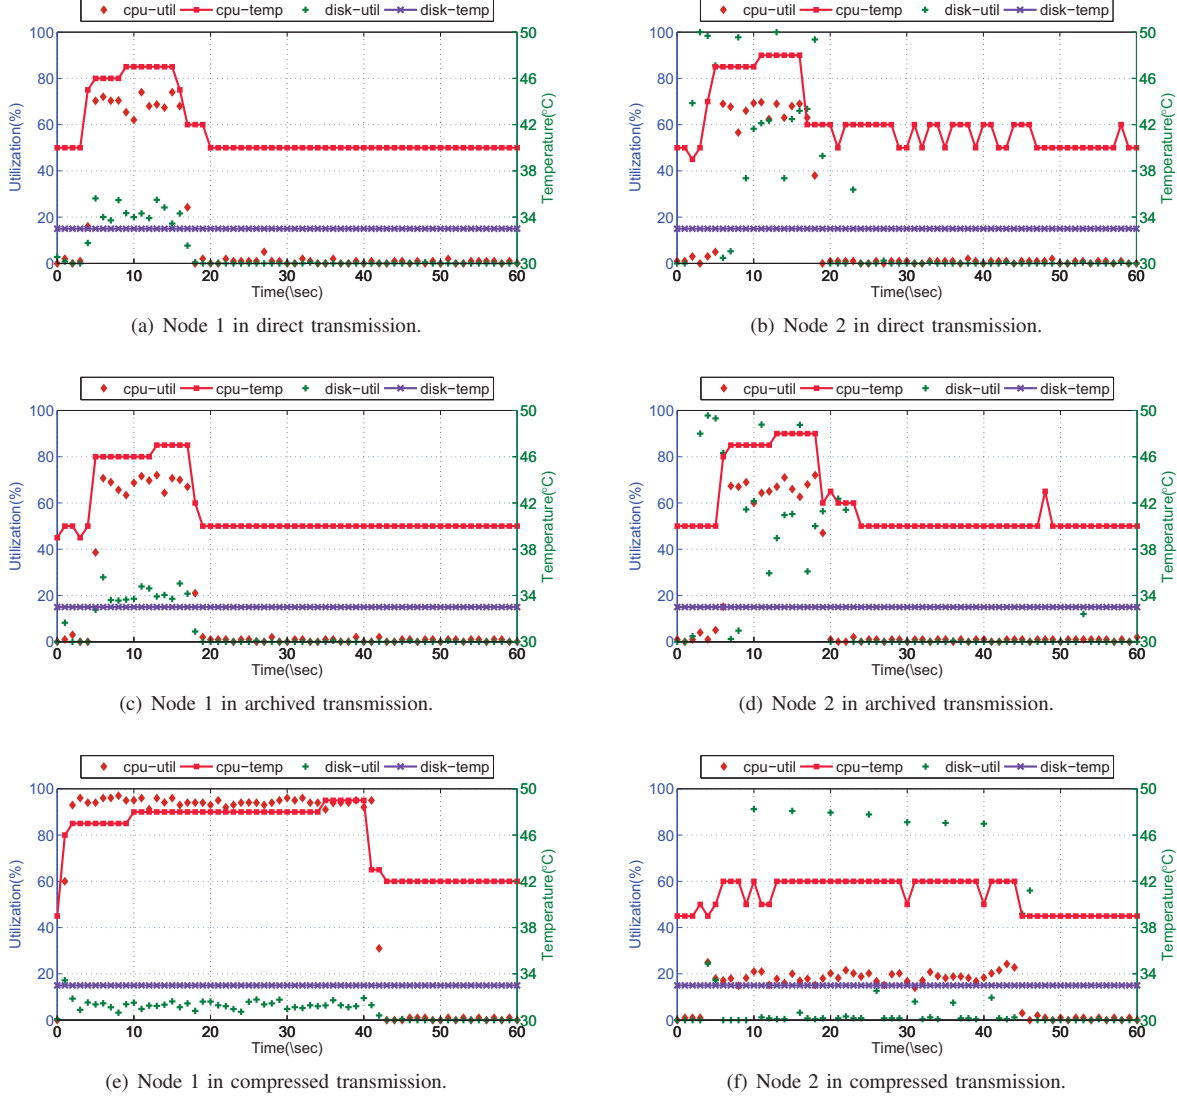 cpu−util cpu−temp disk−util disk−temp
cpu−util cpu−temp disk−util disk−temp
100 80 60 40 20 0
Utilization(%)
50 46 42 38 34 30
Temperature(°C)
0 10 20 30 40 50 60
Time(\sec)
100 80 60 40 20 0
Utilization(%)
50 46 42 38 34 30
Temperature(°C)
0 10 20 30 40 50 60
Time(\sec)
(a) Node 1 in direct transmission.
(b) Node 2 in direct transmission.
cpu−util cpu−temp disk−util disk−temp
cpu−util cpu−temp disk−util disk−temp
100 80 60 40 20 0
Utilization(%)
50 46 42 38 34 30
Temperature(°C)
0 10 20 30 40 50 60
Time(\sec)
100 80 60 40 20 0
Utilization(%)
50 46 42 38 34 30
Temperature(°C)
0 10 20 30 40 50 60
Time(\sec)
(c) Node 1 in archived transmission.
(d) Node 2 in archived transmission.
cpu−util cpu−temp disk−util disk−temp
cpu−util cpu−temp disk−util disk−temp
100 80 60 40 20 0
Utilization(%)
50 46 42 38 34 30
Temperature(°C)
0 10 20 30 40 50 60
Time(\sec)
100 80 60 40 20 0
Utilization(%)
50 46 42 38 34 30
Temperature(°C)
0 10 20 30 40 50 60
Time(\sec)
(e) Node 1 in compressed transmission.
(f) Node 2 in compressed transmission.